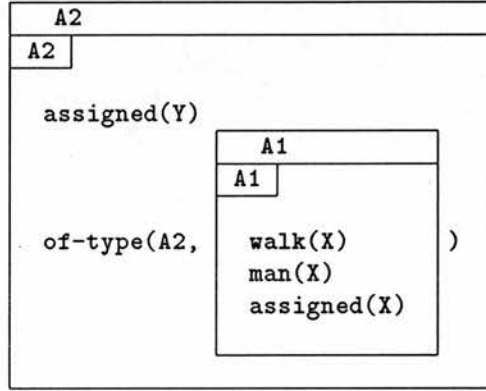 A2
A2
assigned(Y)
A1
A1
of-type(A2, walk(X) )
man(X)
assigned(X)